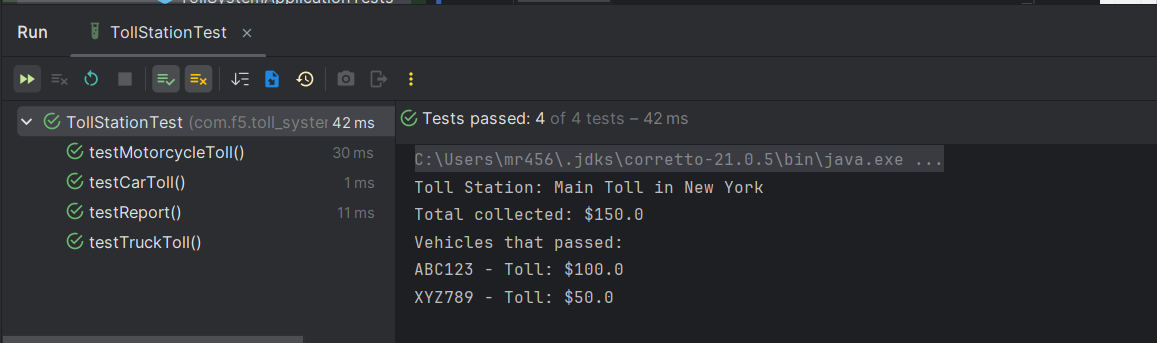 TollSystemApplicationTests
Run TollStationTest ×
TollStationTest (com.f5.toll_syster 42 ms
testMotorcycleToll() 30 ms
testCarToll() 1 ms
testReport() 11 ms
testTruckToll()
Tests passed: 4 of 4 tests – 42 ms
C:\Users\mr456\.jdks\corretto-21.0.5\bin\java.exe ...
Toll Station: Main Toll in New York
Total collected: $150.0
Vehicles that passed:
ABC123 - Toll: $100.0
XYZ789 - Toll: $50.0